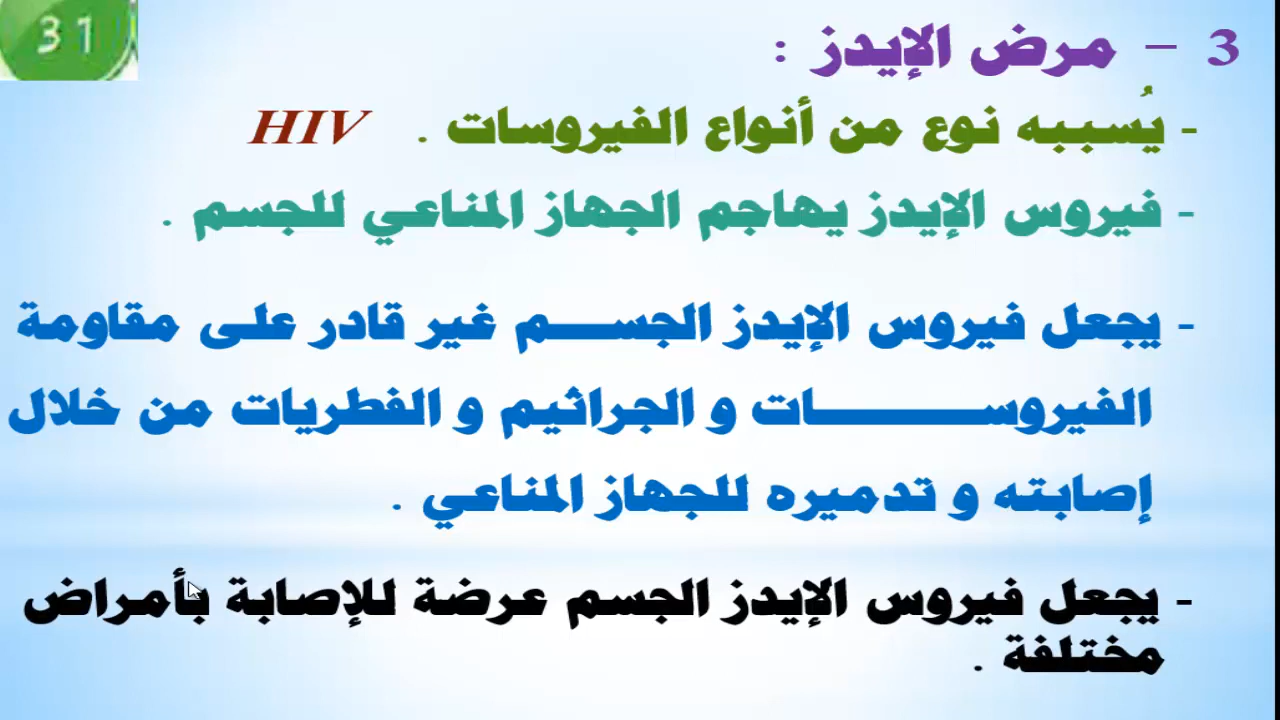 31
3 – مرض الإيدز :
- يُسببه نوع من أنواع الفيروسات . HIV
- فيروس الإيدز يهاجم الجهاز المناعي للجسم .
- يجعل فيروس الإيدز الجســـم غير قادر على مقاومة
الفيروســـــــــات و الجراثيم و الفطريات من خلال
إصابته و تدميره للجهاز المناعي .
- يجعل فيروس الإيدز الجسم عرضة للإصابة بأمراض
مختلفة .